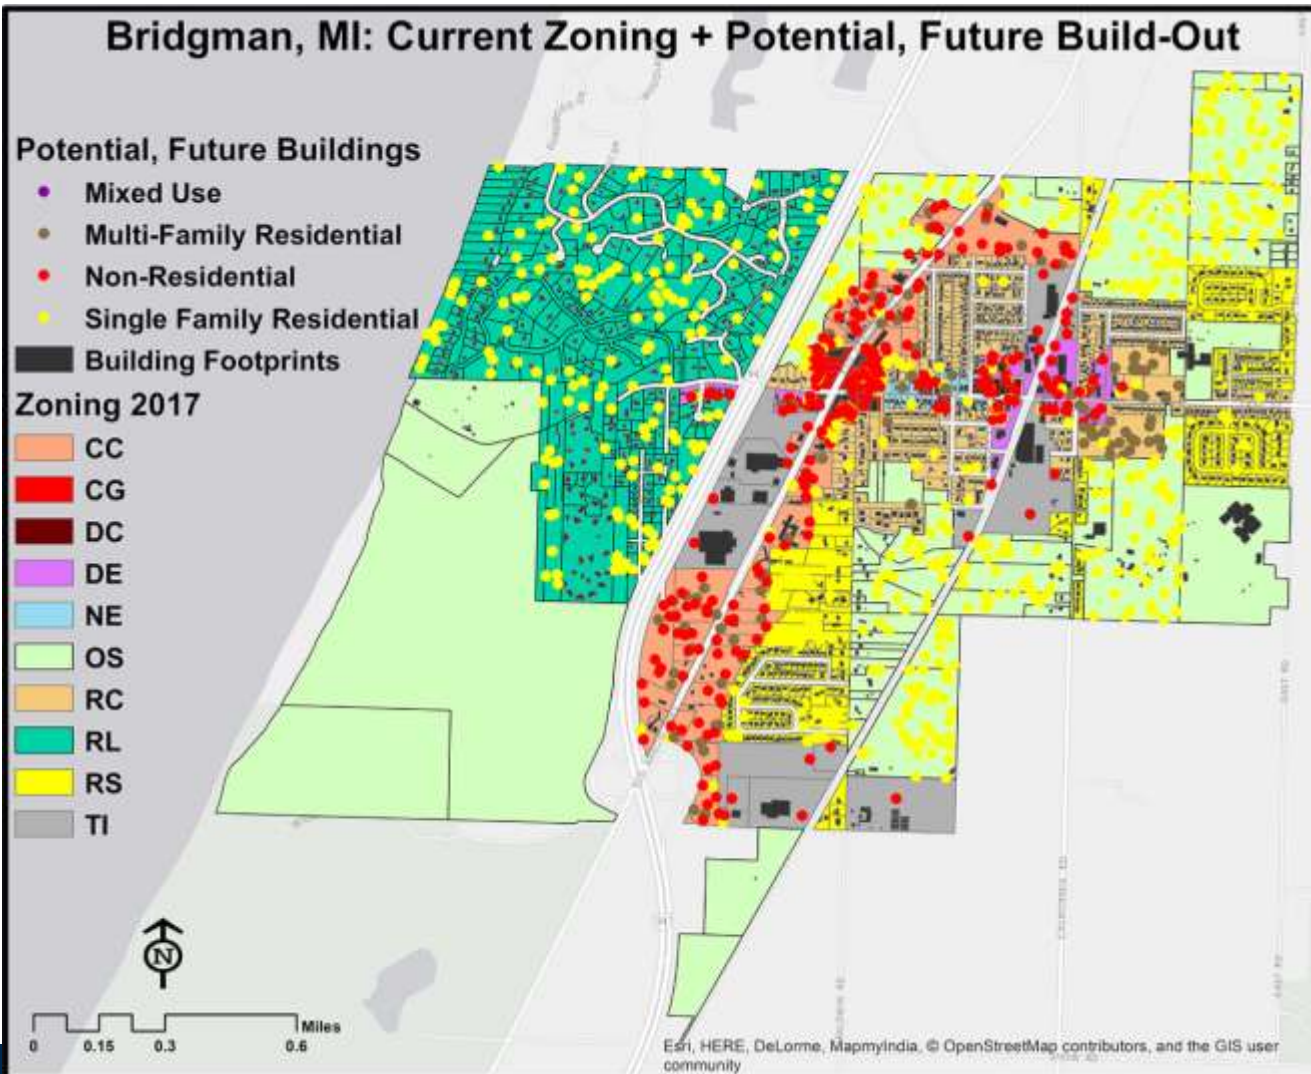 Bridgman, MI: Current Zoning + Potential, Future Build-Out
Potential, Future Buildings
Mixed Use
Multi-Family Residential
Non-Residential
Single Family Residential
Building Footprints
Zoning 2017
CC
CG
DC
DE
NE
OS
RC
RL
RS
TI
N
Miles
0 0.15 0.3 0.6
Esri, HERE, DeLorme, MapmyIndia, © OpenStreetMap contributors, and the GIS user
community